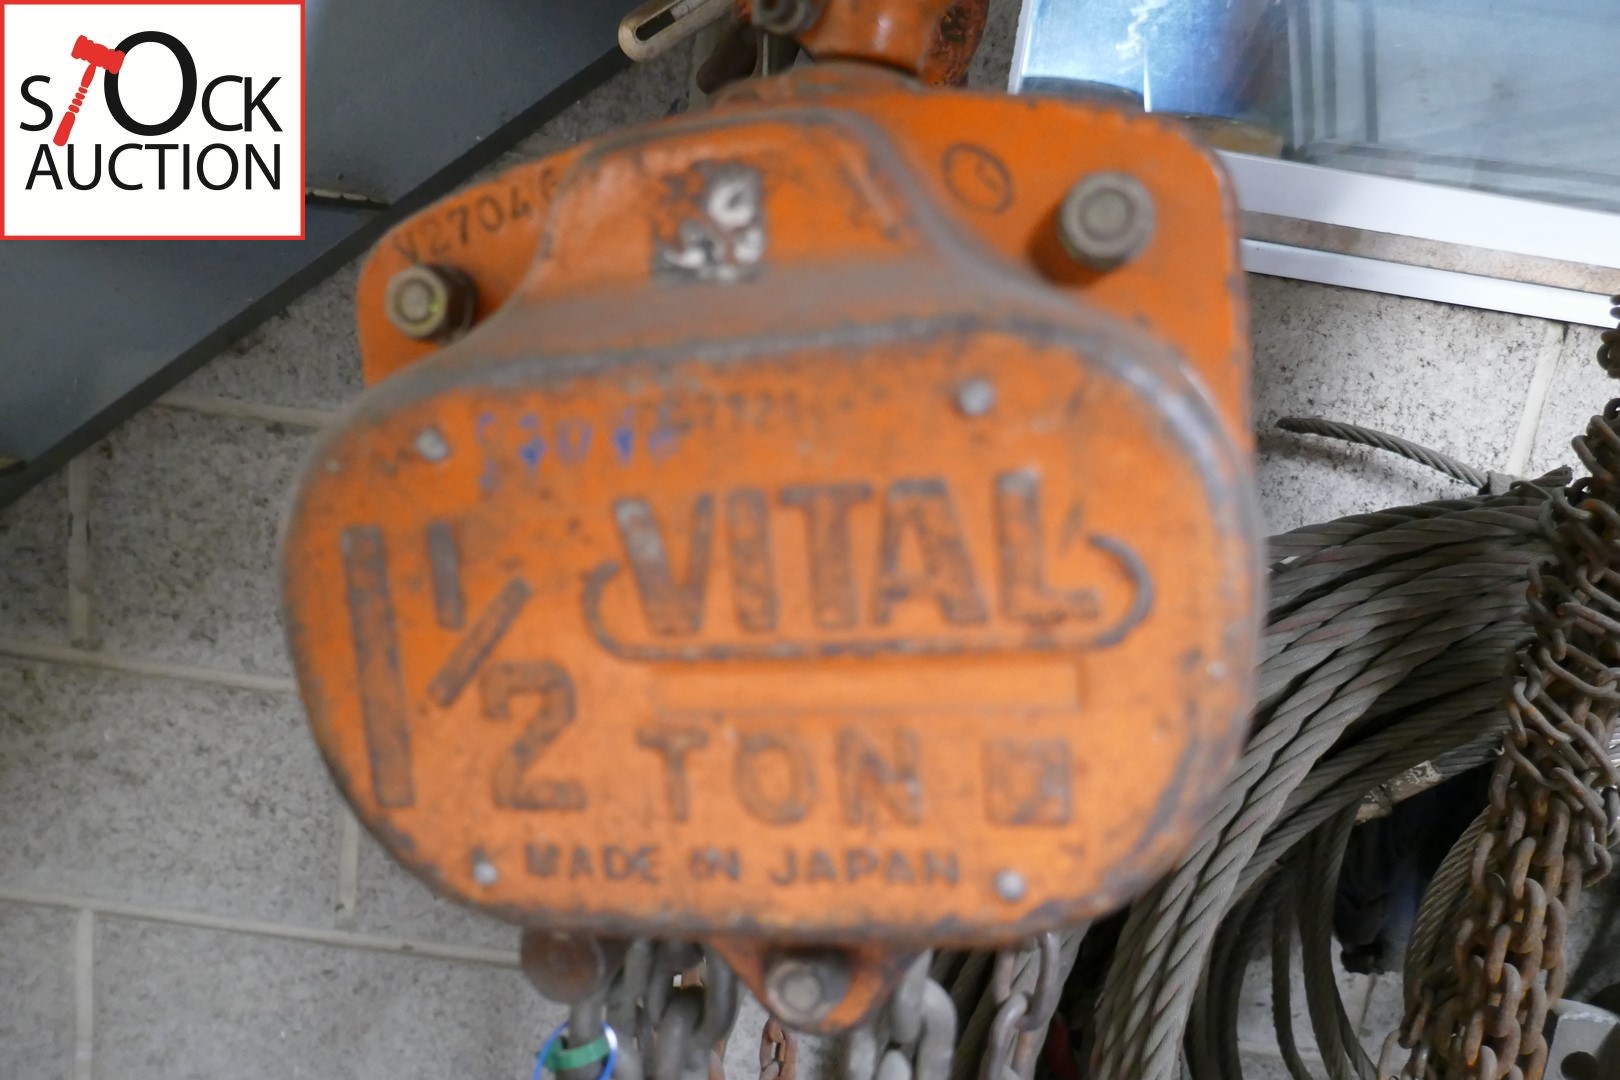 STOCK
AUCTION
VITAL
1 1/2 TON
MADE IN JAPAN